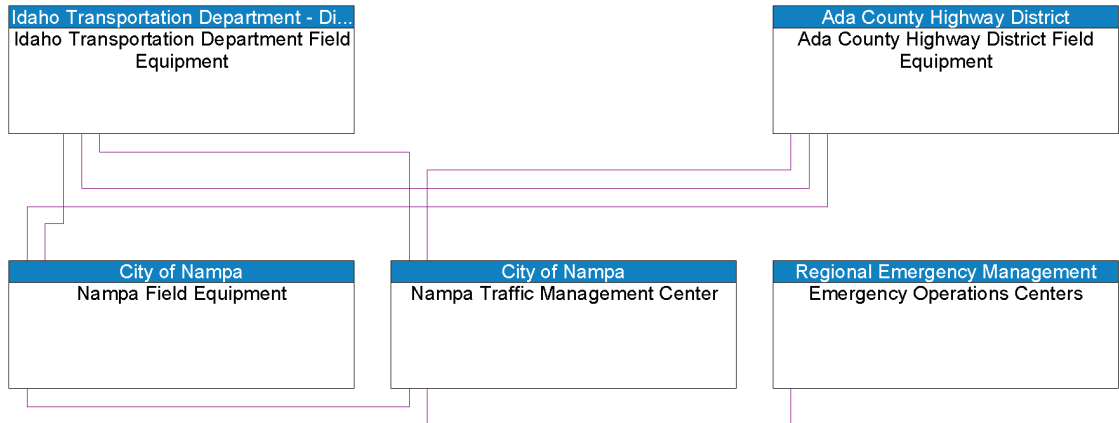 Idaho Transportation Department - Di...
Idaho Transportation Department Field
Equipment
Ada County Highway District
Ada County Highway District Field
Equipment
City of Nampa
Nampa Field Equipment
City of Nampa
Nampa Traffic Management Center
Regional Emergency Management
Emergency Operations Centers